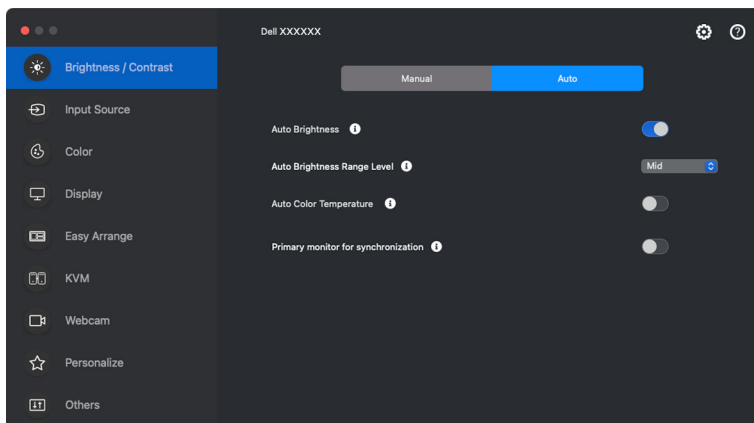 Dell XXXXXX
Brightness / Contrast
Input Source
Color
Display
Easy Arrange
KVM
Webcam
Personalize
Others
Manual
Auto
Auto Brightness
Auto Brightness Range Level
Mid
Auto Color Temperature
Primary monitor for synchronization